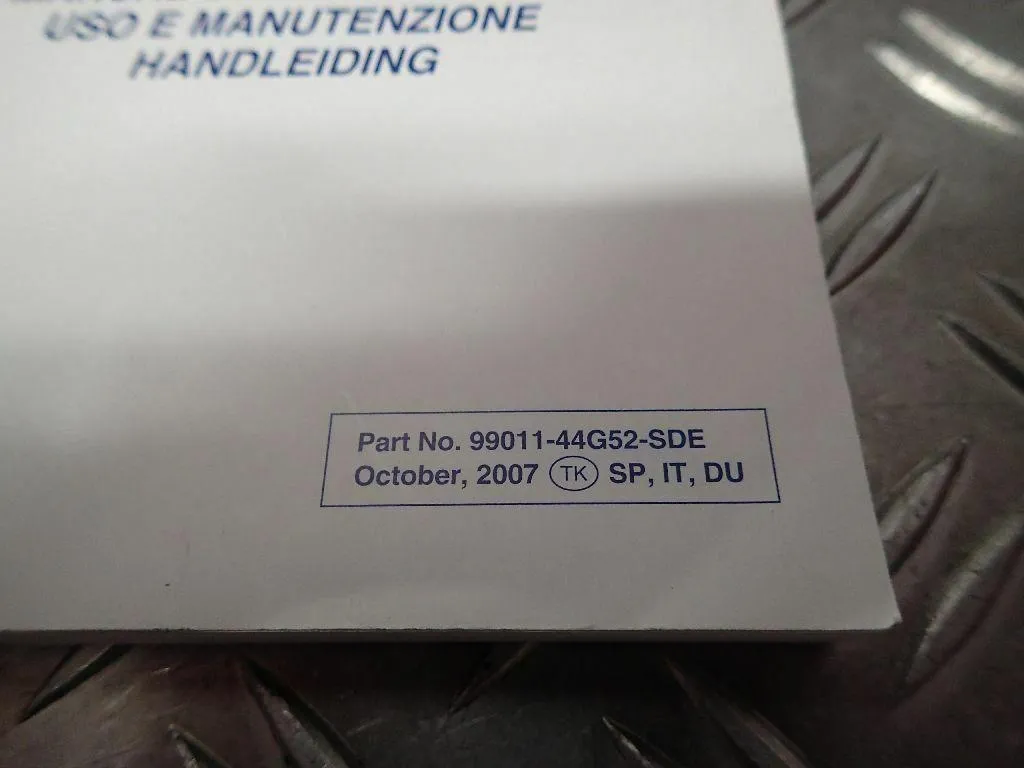 USO E MANUTENZIONE
HANDLEIDING
Part No. 99011-44G52-SDE
October, 2007 TK SP, IT, DU